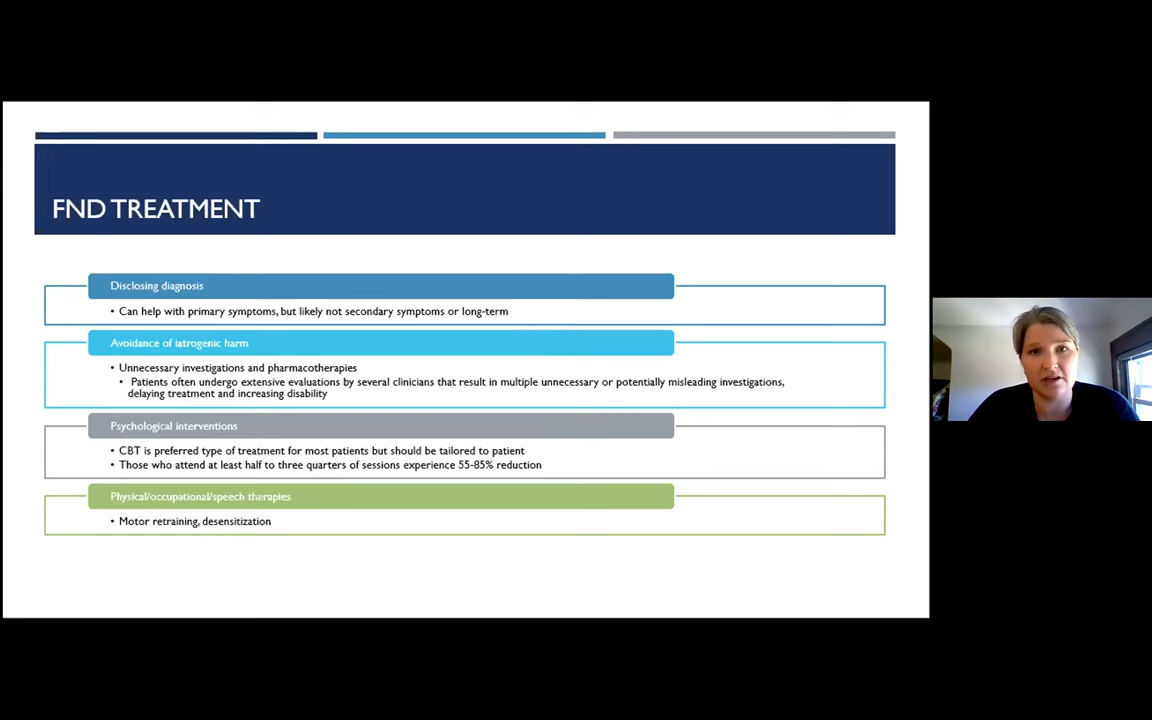 FND TREATMENT
Disclosing diagnosis
• Can help with primary symptoms, but likely not secondary symptoms or long-term
Avoidance of iatrogenic harm
• Unnecessary investigations and pharmacotherapies
• Patients often undergo extensive evaluations by several clinicians that result in multiple unnecessary or potentially misleading investigations,
delaying treatment and increasing disability
Psychological interventions
• CBT is preferred type of treatment for most patients but should be tailored to patient
• Those who attend at least half to three quarters of sessions experience 55-85% reduction
Physical/occupational/speech therapies
• Motor retraining, desensitization